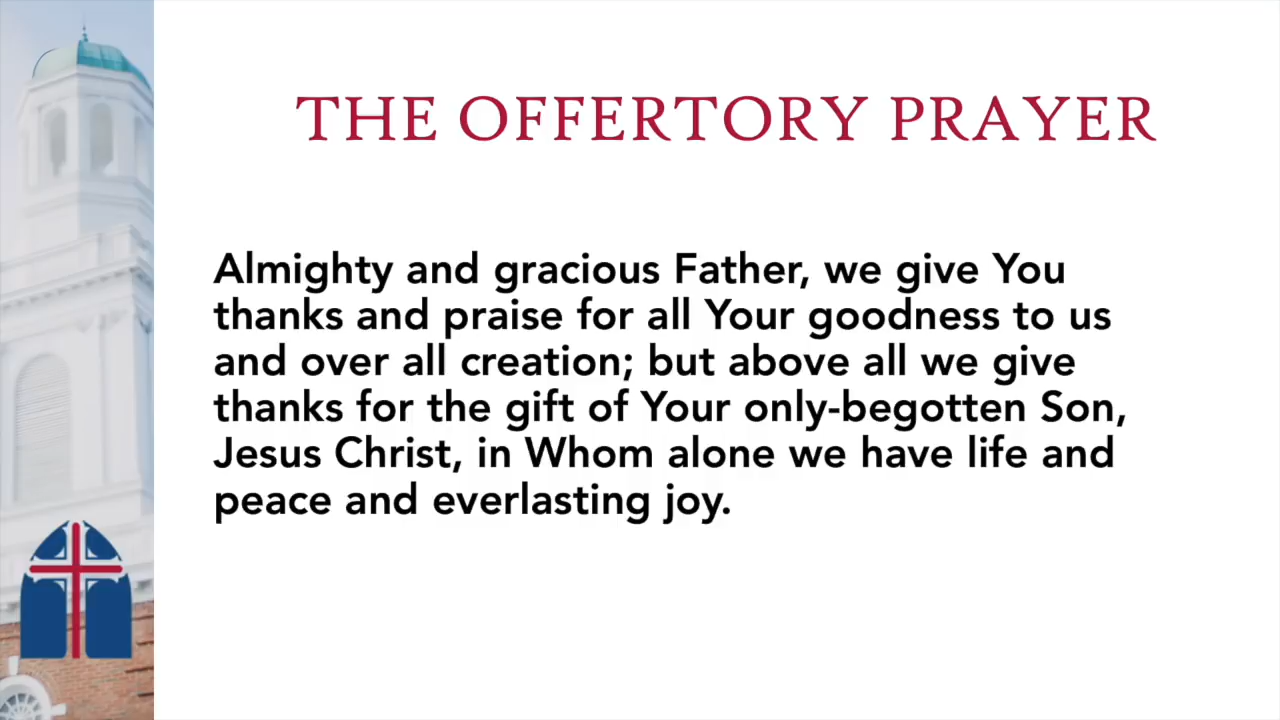 THE OFFERTORY PRAYER
Almighty and gracious Father, we give You
thanks and praise for all Your goodness to us
and over all creation; but above all we give
thanks for the gift of Your only-begotten Son,
Jesus Christ, in Whom alone we have life and
peace and everlasting joy.